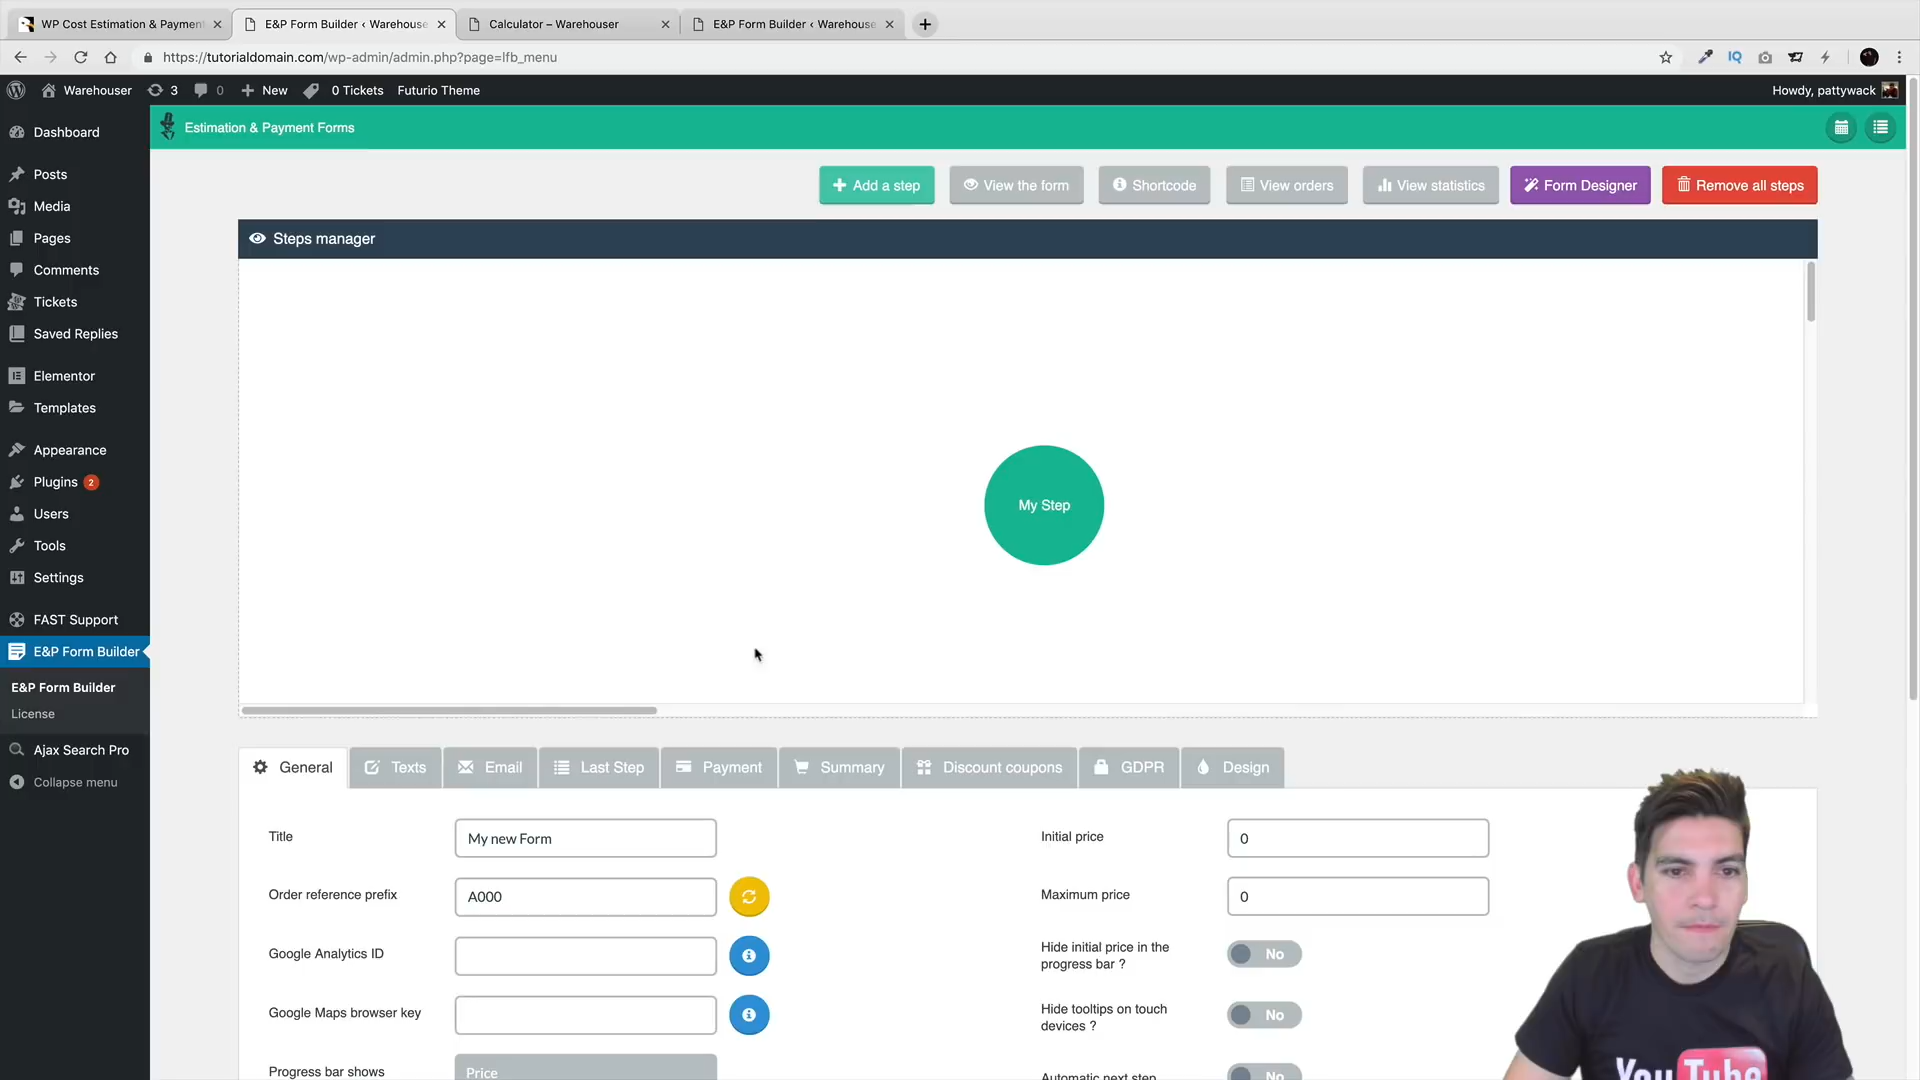 WP Cost Estimation & Payment
E&P Form Builder ‹ Warehouse
Calculator – Warehouser
E&P Form Builder ‹ Warehouse
https://tutorialdomain.com/wp-admin/admin.php?page=lfb_menu
IQ
Warehouser
3
0
New
0 Tickets
Futurio Theme
Howdy, pattywack
Dashboard
Posts
Media
Pages
Comments
Tickets
Saved Replies
Elementor
Templates
Appearance
Plugins 2
Users
Tools
Settings
FAST Support
E&P Form Builder
E&P Form Builder
License
Ajax Search Pro
Collapse menu
Estimation & Payment Forms
Add a step
View the form
Shortcode
View orders
View statistics
Form Designer
Remove all steps
Steps manager
My Step
General
Texts
Email
Last Step
Payment
Summary
Discount coupons
GDPR
Design
Title
My new Form
Order reference prefix
A000
Google Analytics ID
Google Maps browser key
Progress bar shows
Price
Initial price
0
Maximum price
0
Hide initial price in the
progress bar ?
No
Hide tooltips on touch
devices ?
No
Automatic next step
No
YouTube